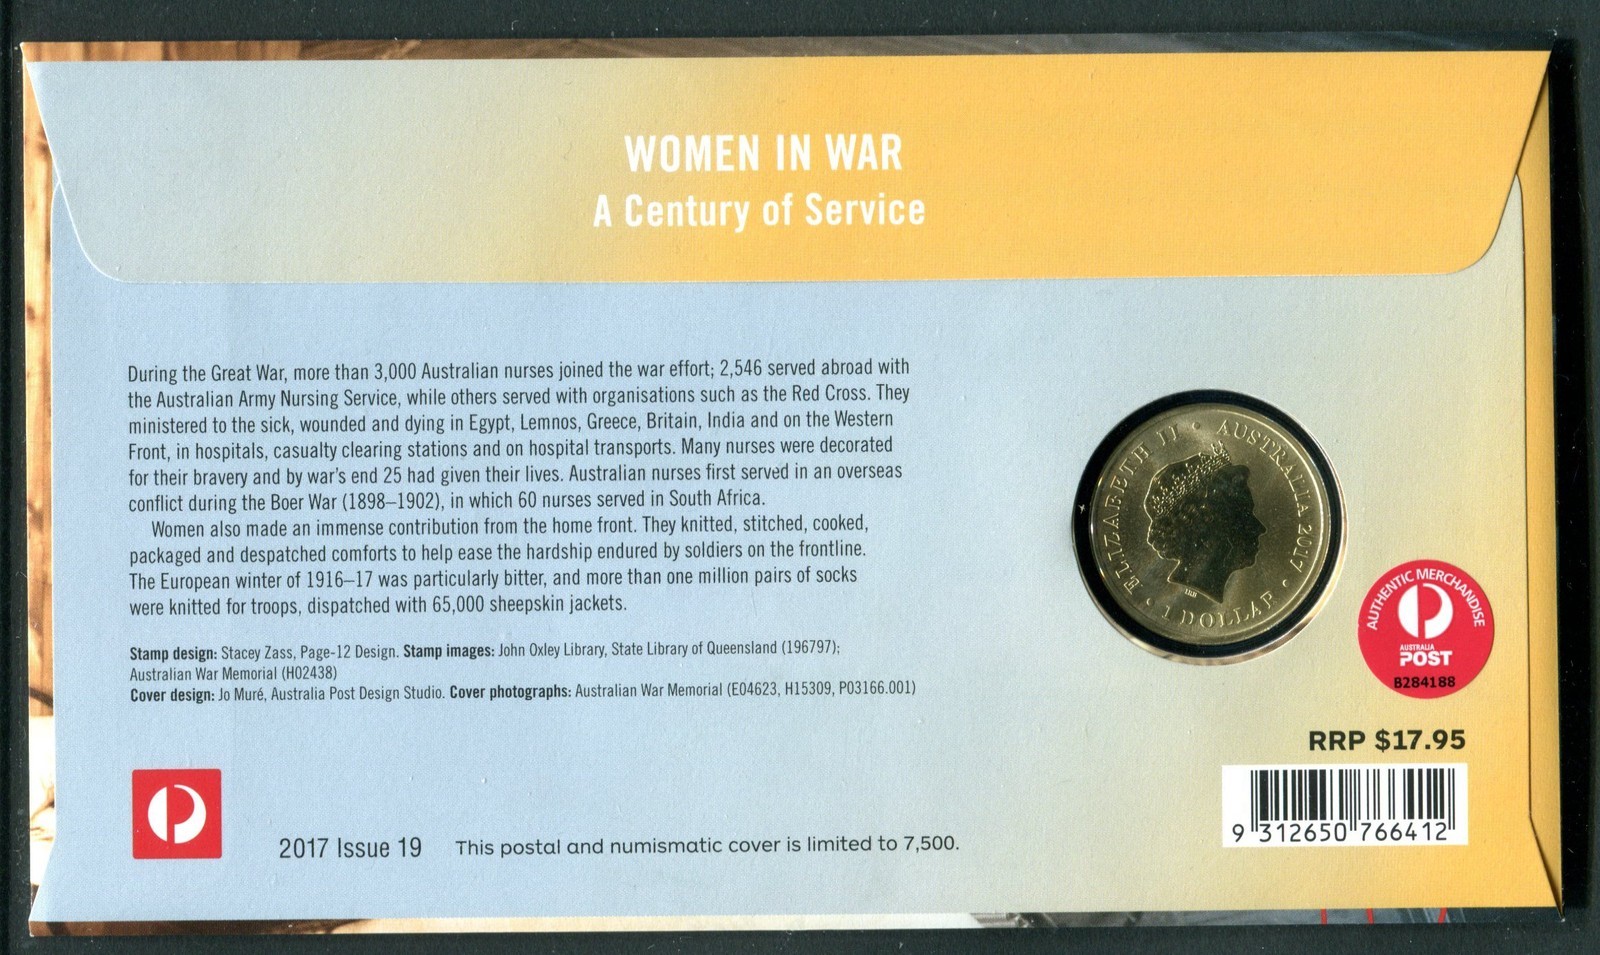 WOMEN IN WAR
A Century of Service
During the Great War, more than 3,000 Australian nurses joined the war effort; 2,546 served abroad with
the Australian Army Nursing Service, while others served with organisations such as the Red Cross. They
ministered to the sick, wounded and dying in Egypt, Lemnos, Greece, Britain, India and on the Western
Front, in hospitals, casualty clearing stations and on hospital transports. Many nurses were decorated
for their bravery and by war's end 25 had given their lives. Australian nurses first served in an overseas
conflict during the Boer War (1898–1902), in which 60 nurses served in South Africa.
Women also made an immense contribution from the home front. They knitted, stitched, cooked,
packaged and despatched comforts to help ease the hardship endured by soldiers on the frontline.
The European winter of 1916–17 was particularly bitter, and more than one million pairs of socks
were knitted for troops, dispatched with 65,000 sheepskin jackets.
Stamp design: Stacey Zass, Page-12 Design. Stamp images: John Oxley Library, State Library of Queensland (196797);
Australian War Memorial (H02438)
Cover design: Jo Muré, Australia Post Design Studio. Cover photographs: Australian War Memorial (E04623, H15309, P03166.001)
2017 Issue 19
This postal and numismatic cover is limited to 7,500.
ELIZABETH II • AUSTRALIA 2017 •
1 DOLLAR •
IRB
AUTHENTIC MERCHANDISE
AUSTRALIA
POST
B284188
RRP $17.95
9 312650 766412